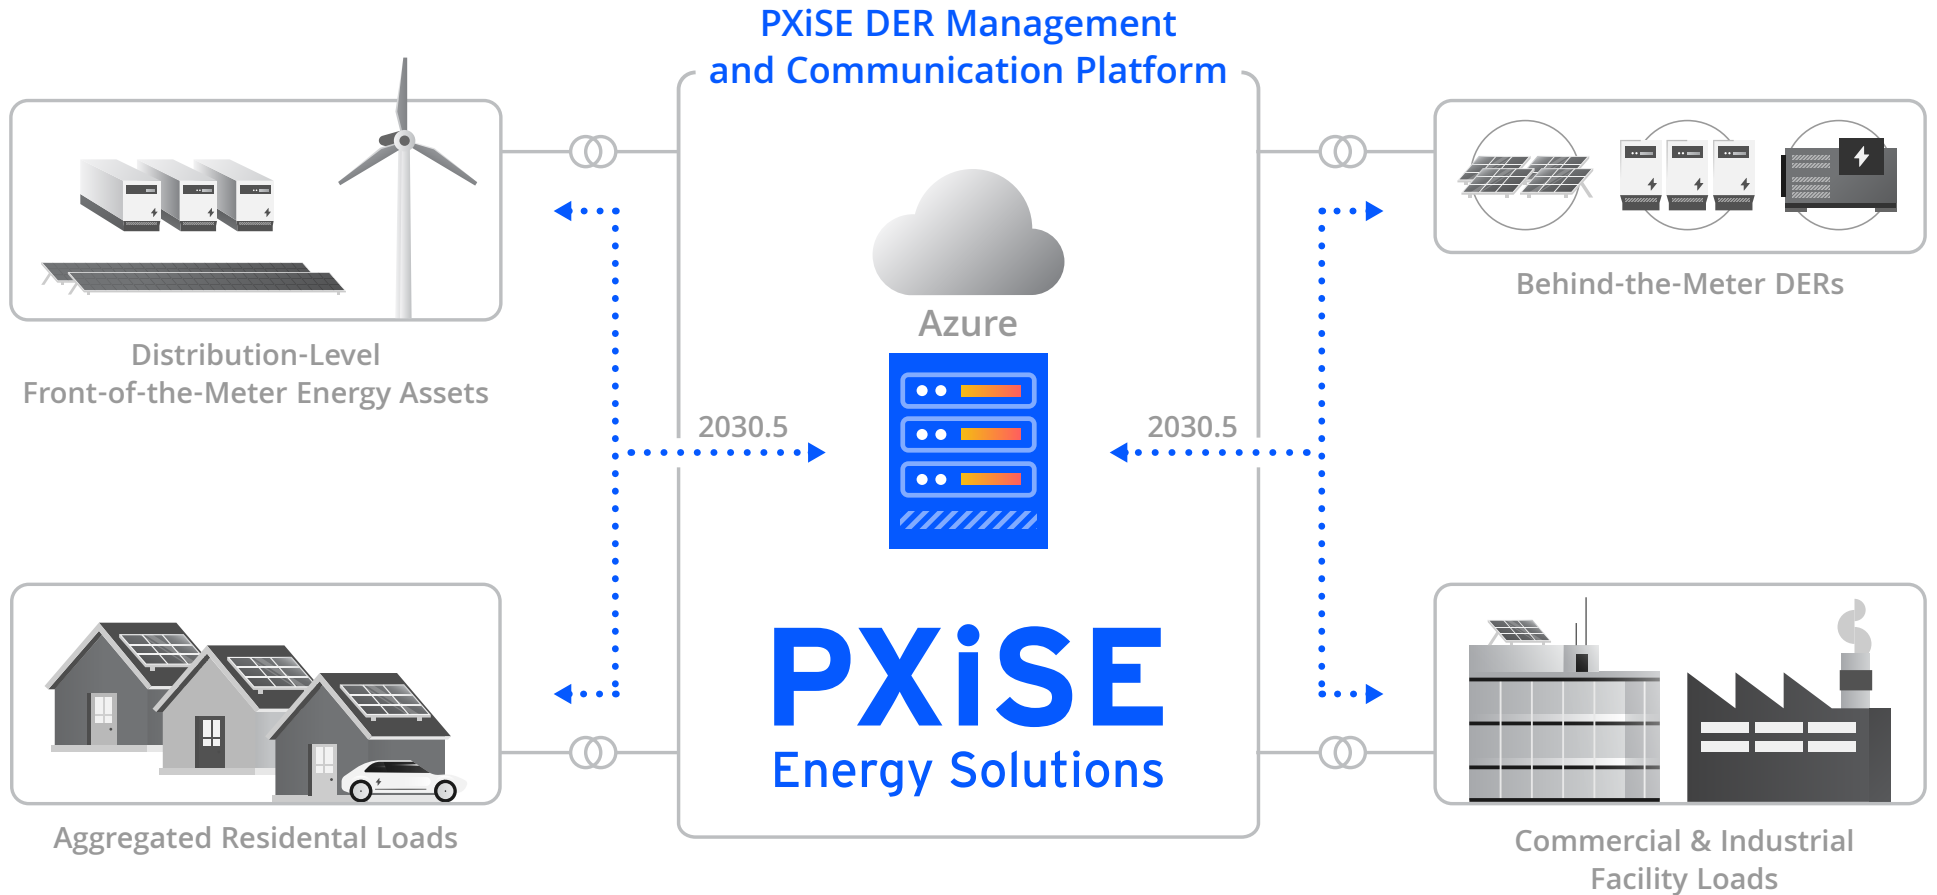 PXiSE DER Management
and Communication Platform
Azure
2030.5
2030.5
Distribution-Level
Front-of-the-Meter Energy Assets
Behind-the-Meter DERs
PXiSE
Energy Solutions
Aggregated Residental Loads
Commercial & Industrial
Facility Loads